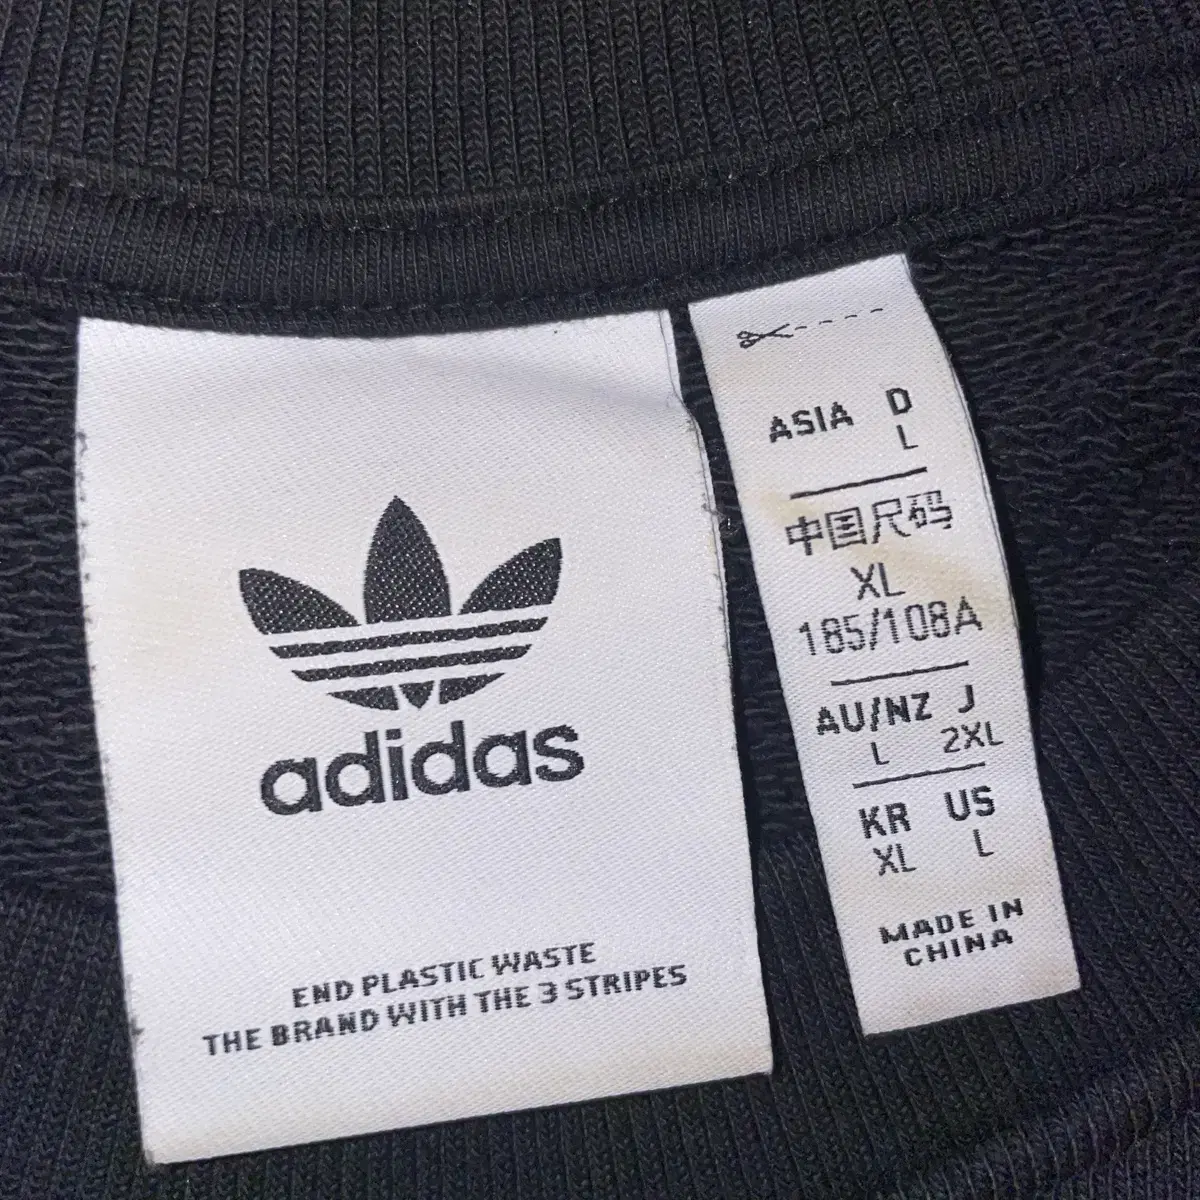 adidas
END PLASTIC WASTE
THE BRAND WITH THE 3 STRIPES
ASIA D
L
中国尺码
XL
185/108A
AU/NZ J
L 2XL
KR US
XL L
MADE IN
CHINA